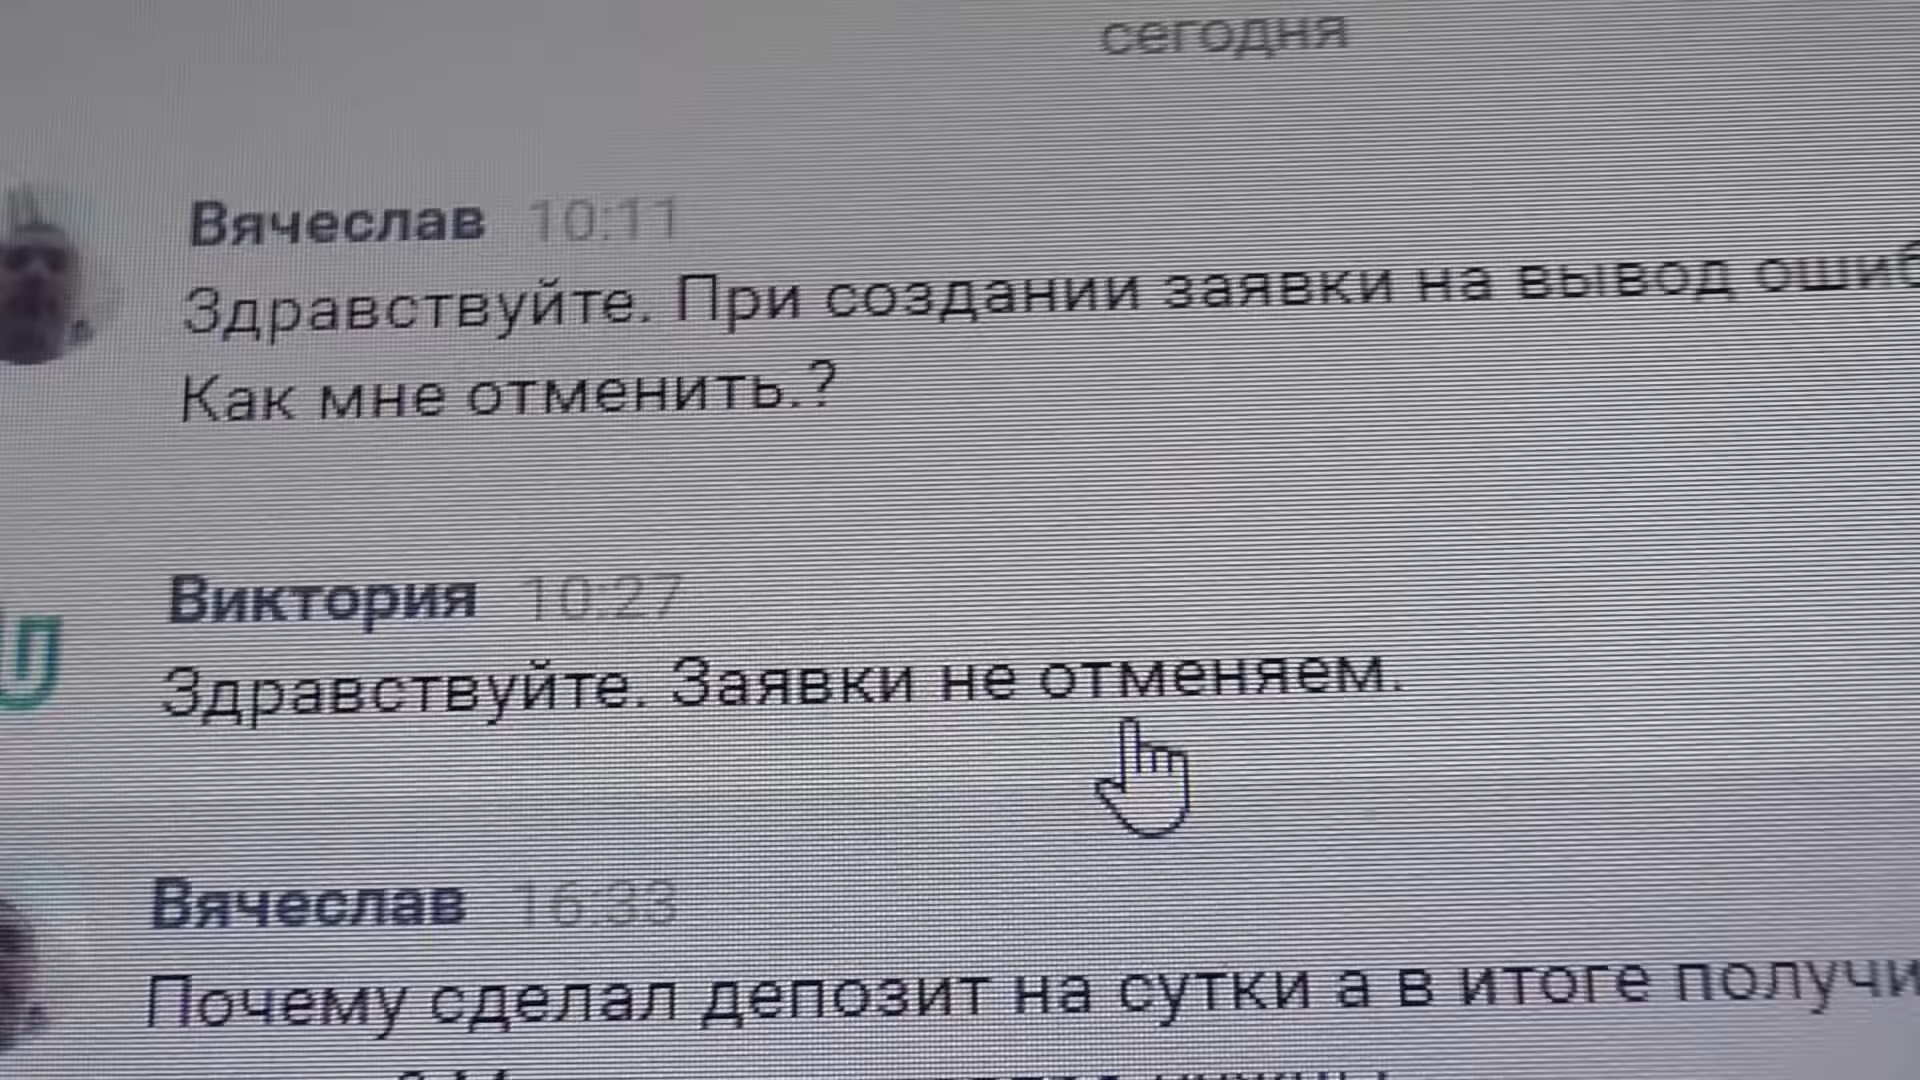 сегодня
Вячеслав 10:11
Здравствуйте. При создании заявки на вывод
Как мне отменить.?
Виктория 10:27
Здравствуйте. Заявки не отменяем.
Вячеслав 16:33
Почему сделал депозит на сутки а в итоге